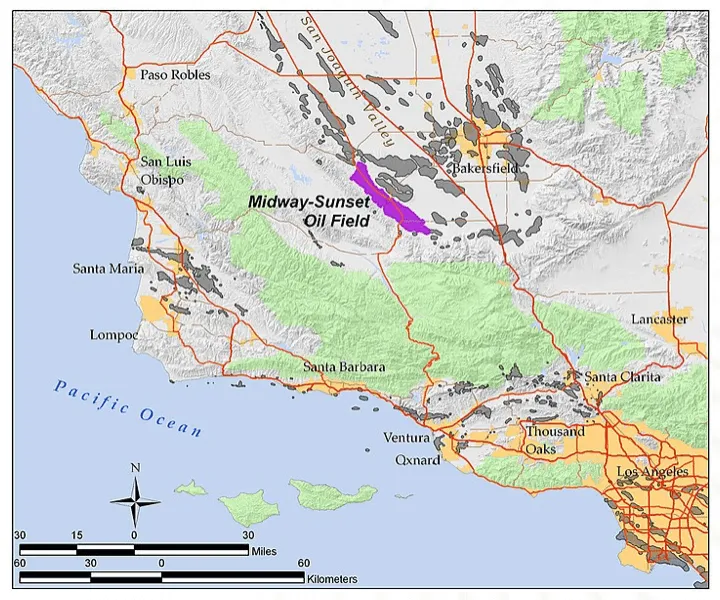 San Joaquin Valley
Paso Robles
San Luis
Obispo
Bakersfield
Midway-Sunset
Oil Field
Santa Maria
Lompoc
Lancaster
Santa Barbara
Santa Clarita
Pacific Ocean
Ventura
Oxnard
Thousand
Oaks
Los Angeles
N
30 15 0 30
Miles
60 30 0 60
Kilometers